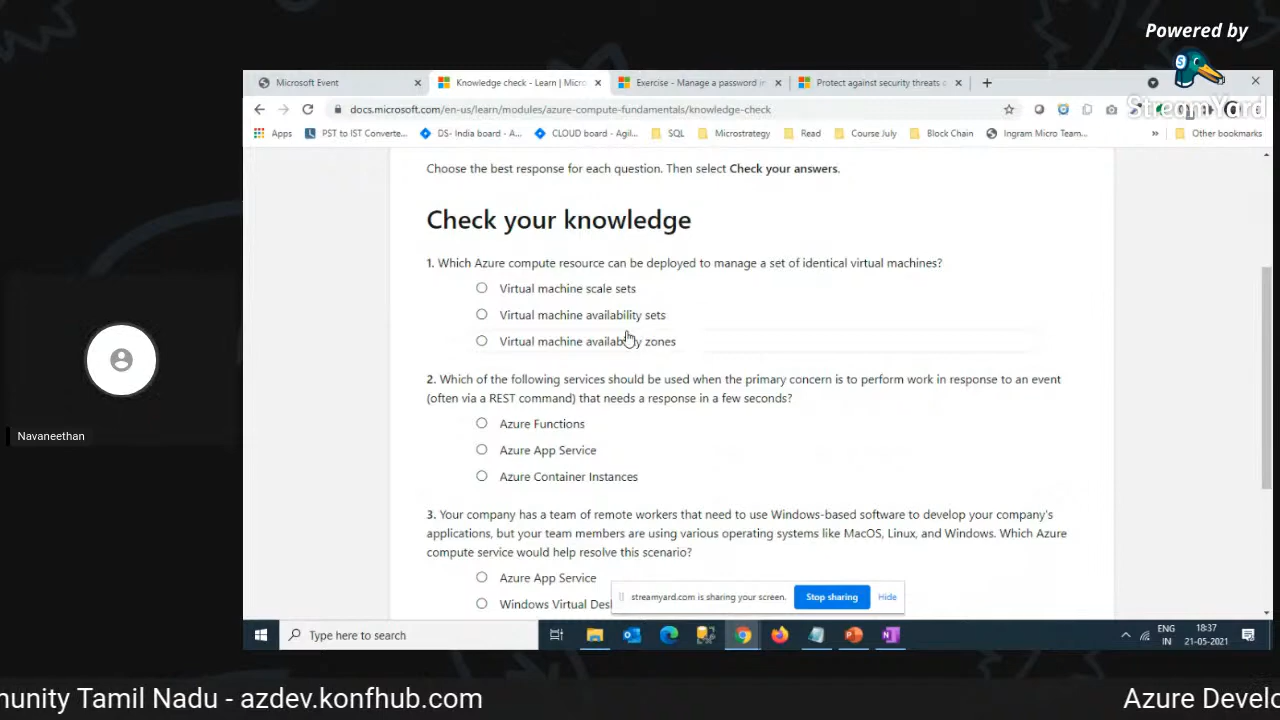 Powered by
StreamYard
Microsoft Event
Knowledge check - Learn | Micro
Exercise - Manage a password in
Protect against security threats o
docs.microsoft.com/en-us/learn/modules/azure-compute-fundamentals/knowledge-check
Apps
PST to IST Converte...
DS- India board - A...
CLOUD board - Agil...
SQL
Microstrategy
Read
Course July
Block Chain
Ingram Micro Team...
»
Other bookmarks
Choose the best response for each question. Then select Check your answers.
Check your knowledge
1. Which Azure compute resource can be deployed to manage a set of identical virtual machines?
Virtual machine scale sets
Virtual machine availability sets
Virtual machine availability zones
2. Which of the following services should be used when the primary concern is to perform work in response to an event
(often via a REST command) that needs a response in a few seconds?
Azure Functions
Azure App Service
Azure Container Instances
3. Your company has a team of remote workers that need to use Windows-based software to develop your company's
applications, but your team members are using various operating systems like MacOS, Linux, and Windows. Which Azure
compute service would help resolve this scenario?
Azure App Service
Windows Virtual Desk
streamyard.com is sharing your screen.
Stop sharing
Hide
Navaneethan
Type here to search
ENG
IN
18:37
21-05-2021
munity Tamil Nadu - azdev.konfhub.com
Azure Develo